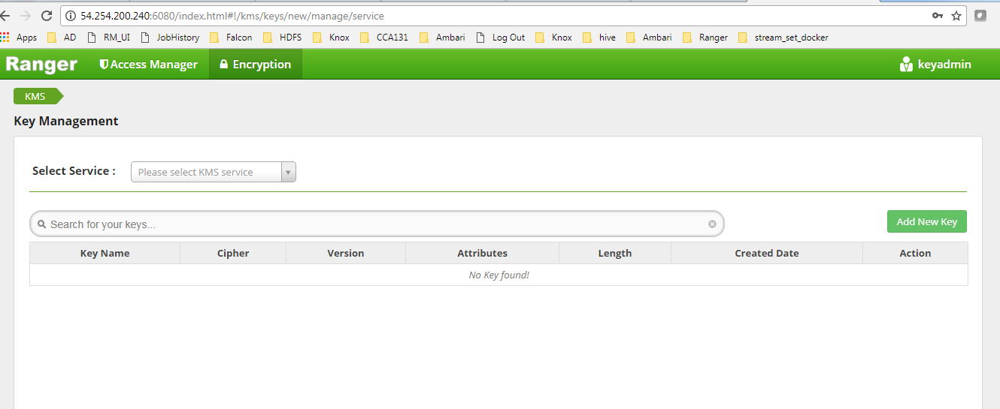 54.254.200.240:6080/index.html#!/kms/keys/new/manage/service
Apps AD RM_UI JobHistory Falcon HDFS Knox CCA131 Ambari Log Out Knox hive Ambari Ranger stream_set_docker
Ranger Access Manager Encryption keyadmin
KMS
Key Management
Select Service : Please select KMS service
Search for your keys...
Add New Key
Key Name Cipher Version Attributes Length Created Date Action
No Key found!